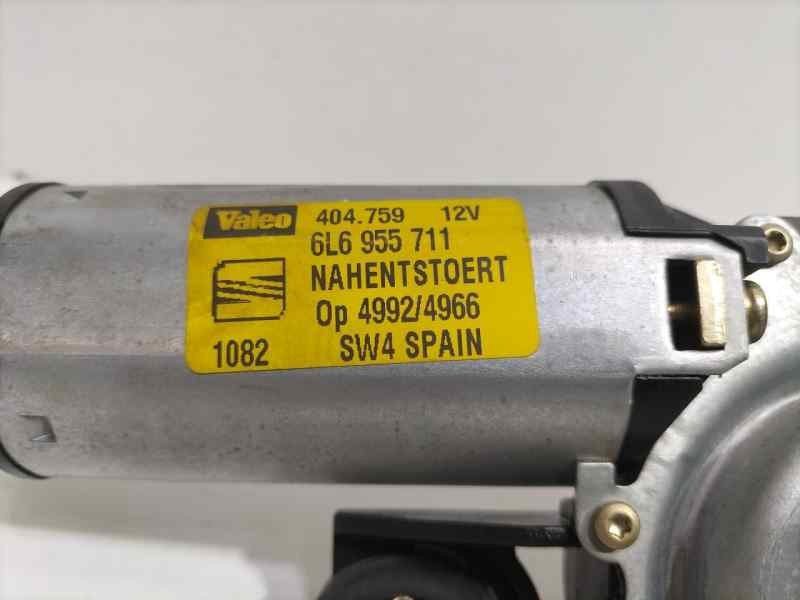 Valeo 404.759 12V
6L6 955 711
NAHENTSTOERT
Op 4992/4966
1082 SW4 SPAIN